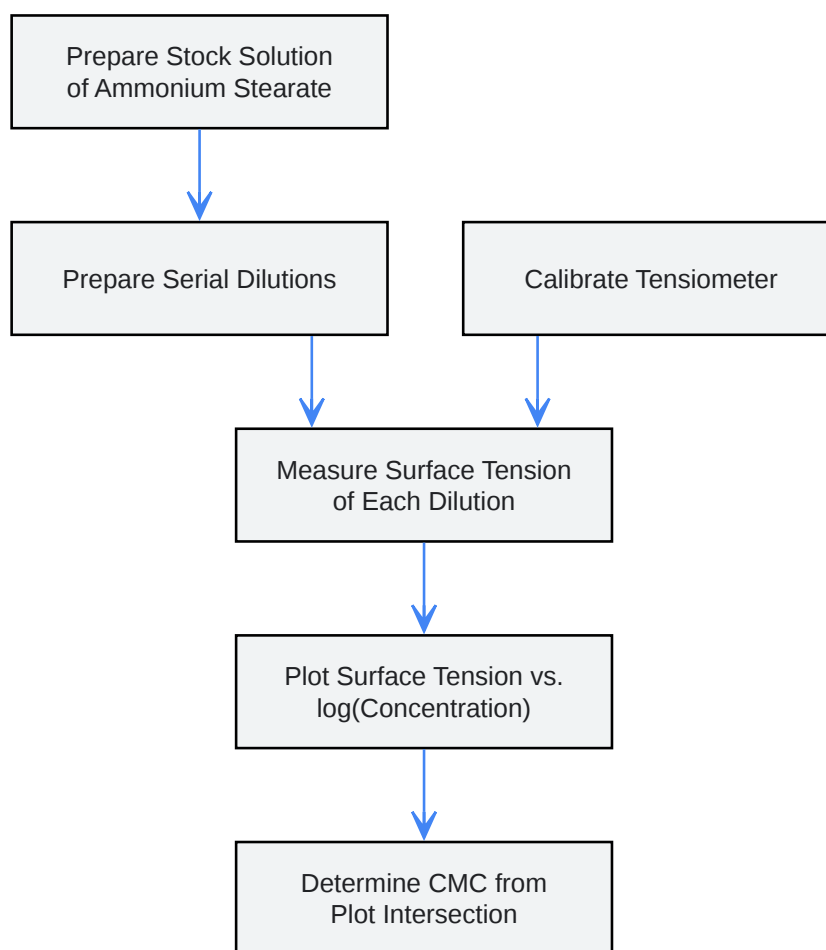 Prepare Stock Solution
of Ammonium Stearate
Prepare Serial Dilutions
Calibrate Tensiometer
Measure Surface Tension
of Each Dilution
Plot Surface Tension vs.
log(Concentration)
Determine CMC from
Plot Intersection